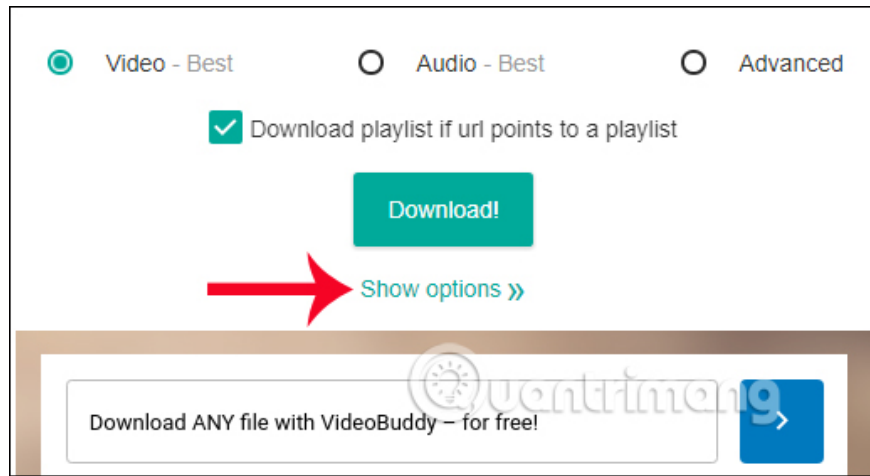 Video - Best Audio - Best Advanced
Download playlist if url points to a playlist
Download!
Show options »
Quantrimang
Download ANY file with VideoBuddy – for free!